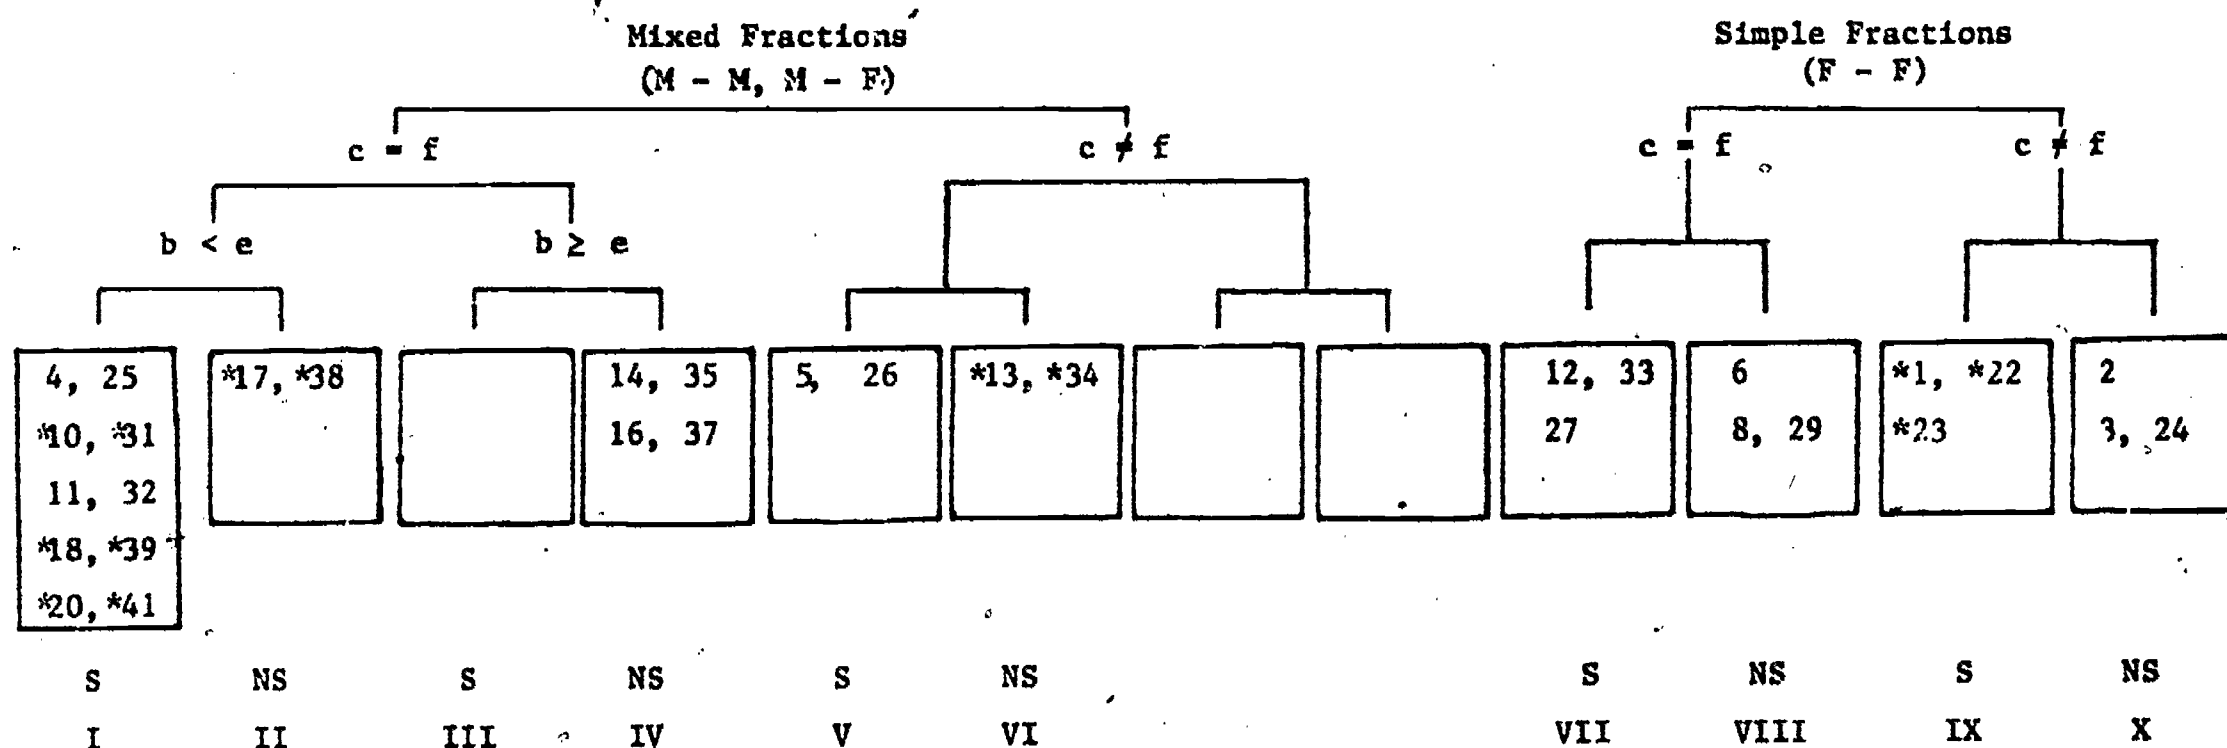 Mixed Fractions
(M - M, M - F)
Simple Fractions
(F - F)
c = f
c ≠ f
c = f
c ≠ f
b < e
b ≥ e
4, 25
*10, *31
11, 32
*18, *39
*20, *41
*17, *38
14, 35
16, 37
5, 26
*13, *34
12, 33
27
6
8, 29
*1, *22
*23
2
3, 24
S NS S NS S NS S NS S NS
I II III IV V VI VII VIII IX X